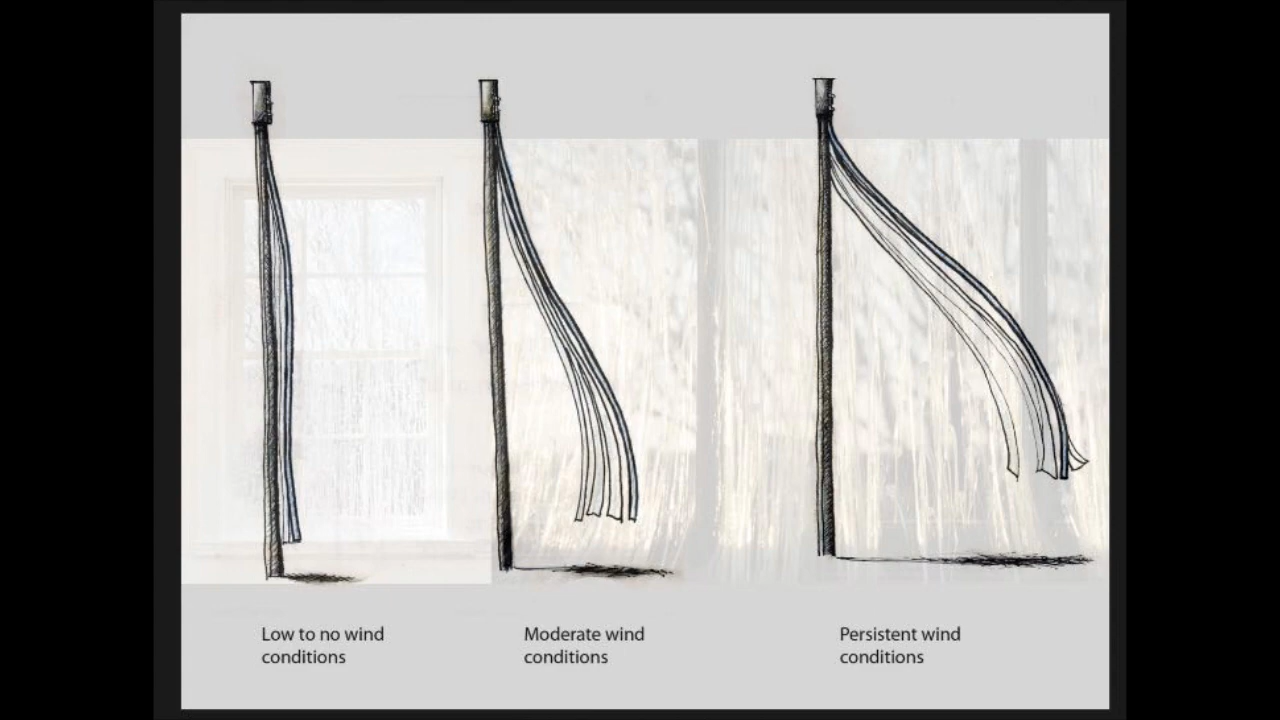 Low to no wind
conditions
Moderate wind
conditions
Persistent wind
conditions